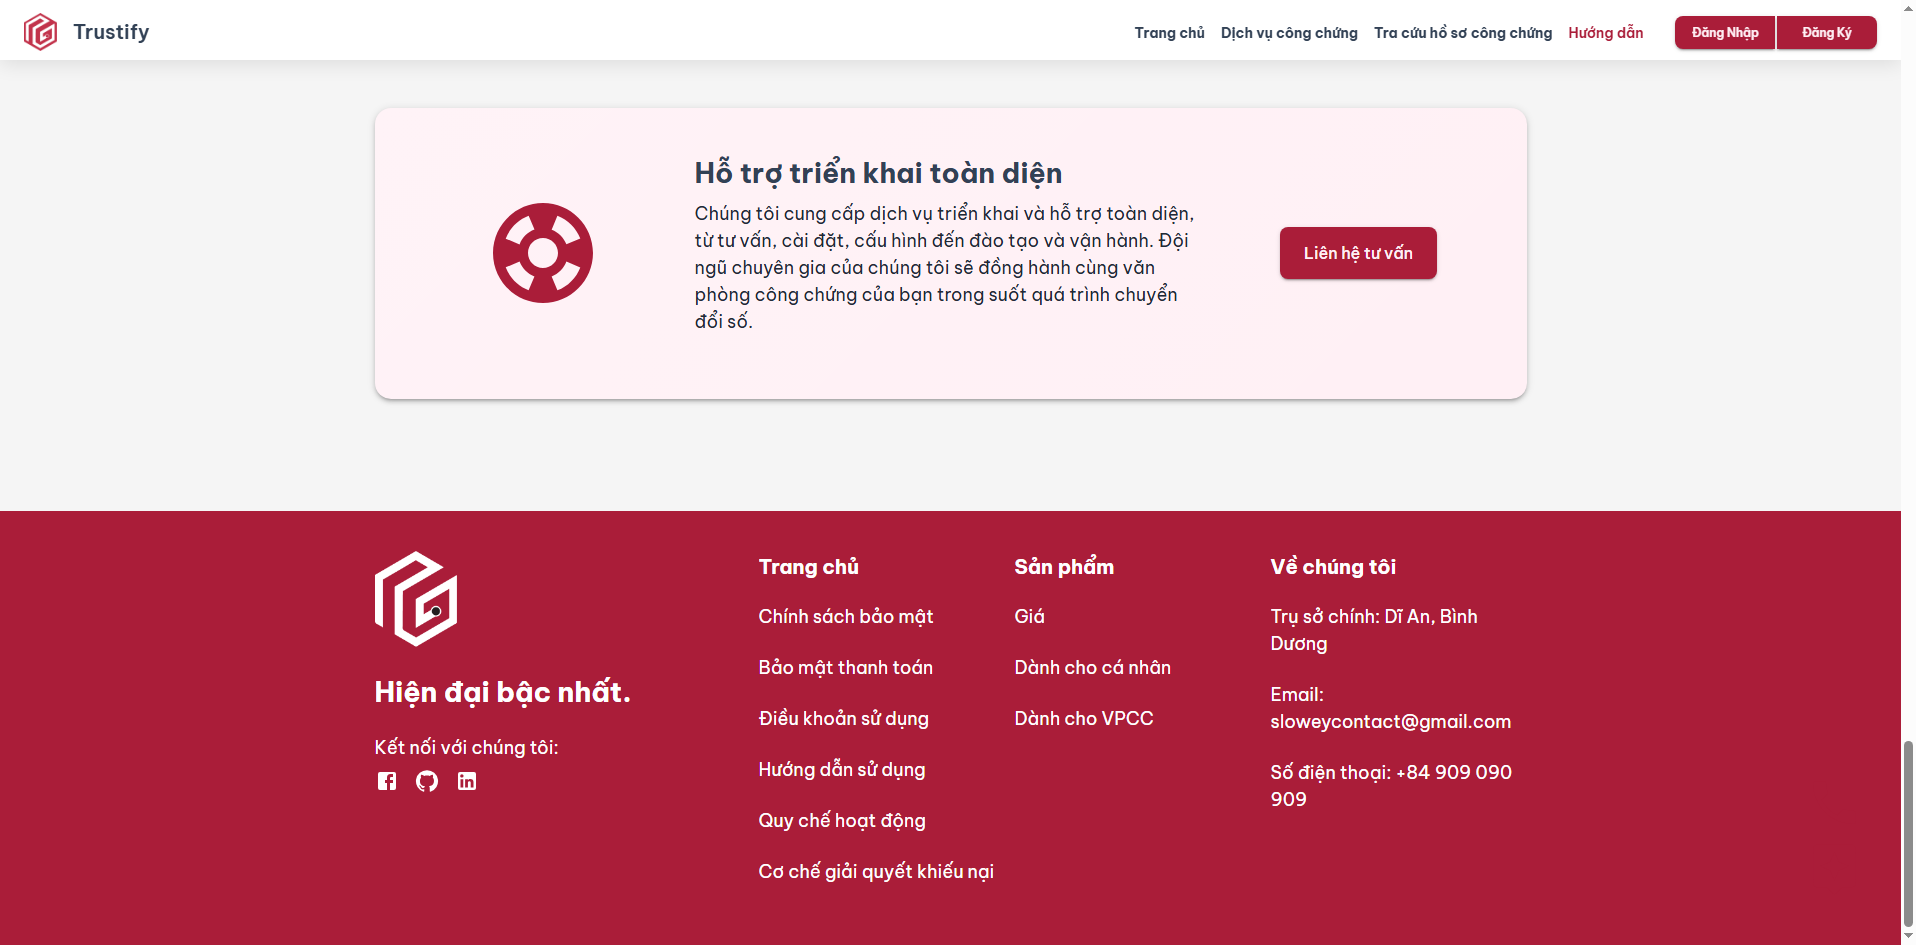 Trustify
Trang chủ
Dịch vụ công chứng
Tra cứu hồ sơ công chứng
Hướng dẫn
Đăng Nhập
Đăng Ký
Hỗ trợ triển khai toàn diện
Chúng tôi cung cấp dịch vụ triển khai và hỗ trợ toàn diện,
từ tư vấn, cài đặt, cấu hình đến đào tạo và vận hành. Đội
ngũ chuyên gia của chúng tôi sẽ đồng hành cùng văn
phòng công chứng của bạn trong suốt quá trình chuyển
đổi số.
Liên hệ tư vấn
Hiện đại bậc nhất.
Kết nối với chúng tôi:
Trang chủ
Chính sách bảo mật
Bảo mật thanh toán
Điều khoản sử dụng
Hướng dẫn sử dụng
Quy chế hoạt động
Cơ chế giải quyết khiếu nại
Sản phẩm
Giá
Dành cho cá nhân
Dành cho VPCC
Về chúng tôi
Trụ sở chính: Dĩ An, Bình
Dương
Email:
sloweycontact@gmail.com
Số điện thoại: +84 909 090
909